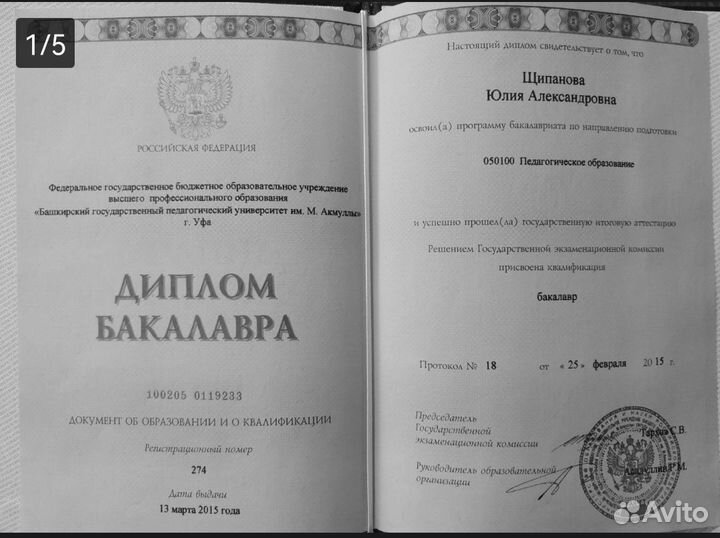 1/5
РОССИЙСКАЯ ФЕДЕРАЦИЯ
Федеральное государственное бюджетное образовательное учреждение
высшего профессионального образования
«Башкирский государственный педагогический университет им. М. Акмуллы»
г. Уфа
ДИПЛОМ
БАКАЛАВРА
100205 0119233
ДОКУМЕНТ ОБ ОБРАЗОВАНИИ И О КВАЛИФИКАЦИИ
Регистрационный номер
274
Дата выдачи
13 марта 2015 года
Настоящий диплом свидетельствует о том, что
Щипанова
Юлия Александровна
освоил(а) программу бакалавриата по направлению подготовки
050100 Педагогическое образование
и успешно прошел(ла) государственную итоговую аттестацию
Решением Государственной экзаменационной комиссии
присвоена квалификация
бакалавр
Протокол № 18 от «25» февраля 2015 г.
Председатель
Государственной
экзаменационной комиссии
С.В.
Руководитель образовательной
организации
Р.М.
Avito